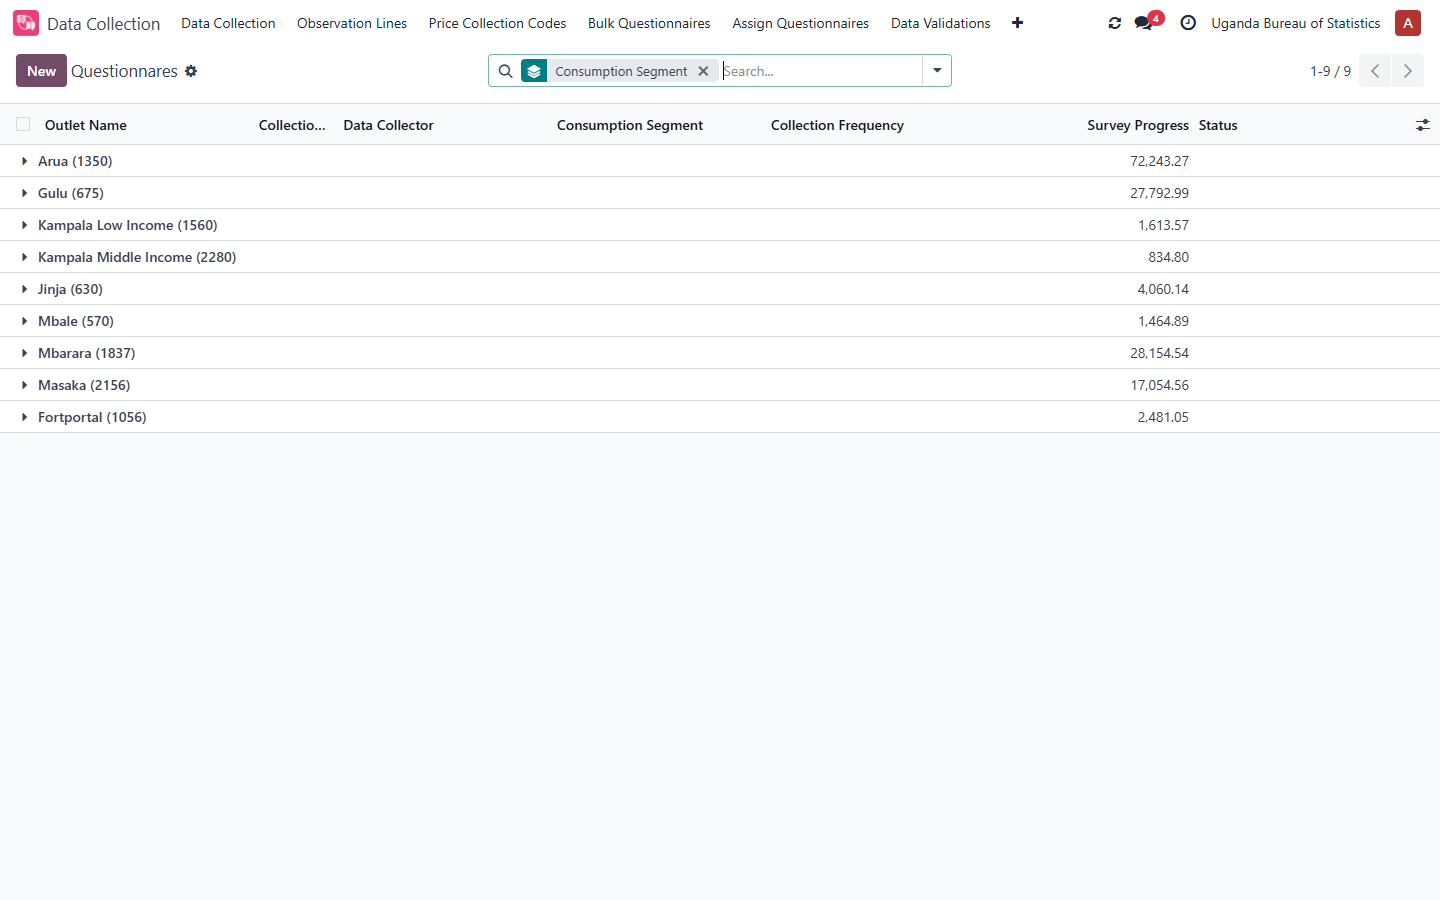 Data Collection Data Collection Observation Lines Price Collection Codes Bulk Questionnaires Assign Questionnaires Data Validations 4 Uganda Bureau of Statistics A
New Questionnares Consumption Segment Search... 1-9 / 9
Outlet Name Collectio... Data Collector Consumption Segment Collection Frequency Survey Progress Status
Arua (1350) 72,243.27
Gulu (675) 27,792.99
Kampala Low Income (1560) 1,613.57
Kampala Middle Income (2280) 834.80
Jinja (630) 4,060.14
Mbale (570) 1,464.89
Mbarara (1837) 28,154.54
Masaka (2156) 17,054.56
Fortportal (1056) 2,481.05